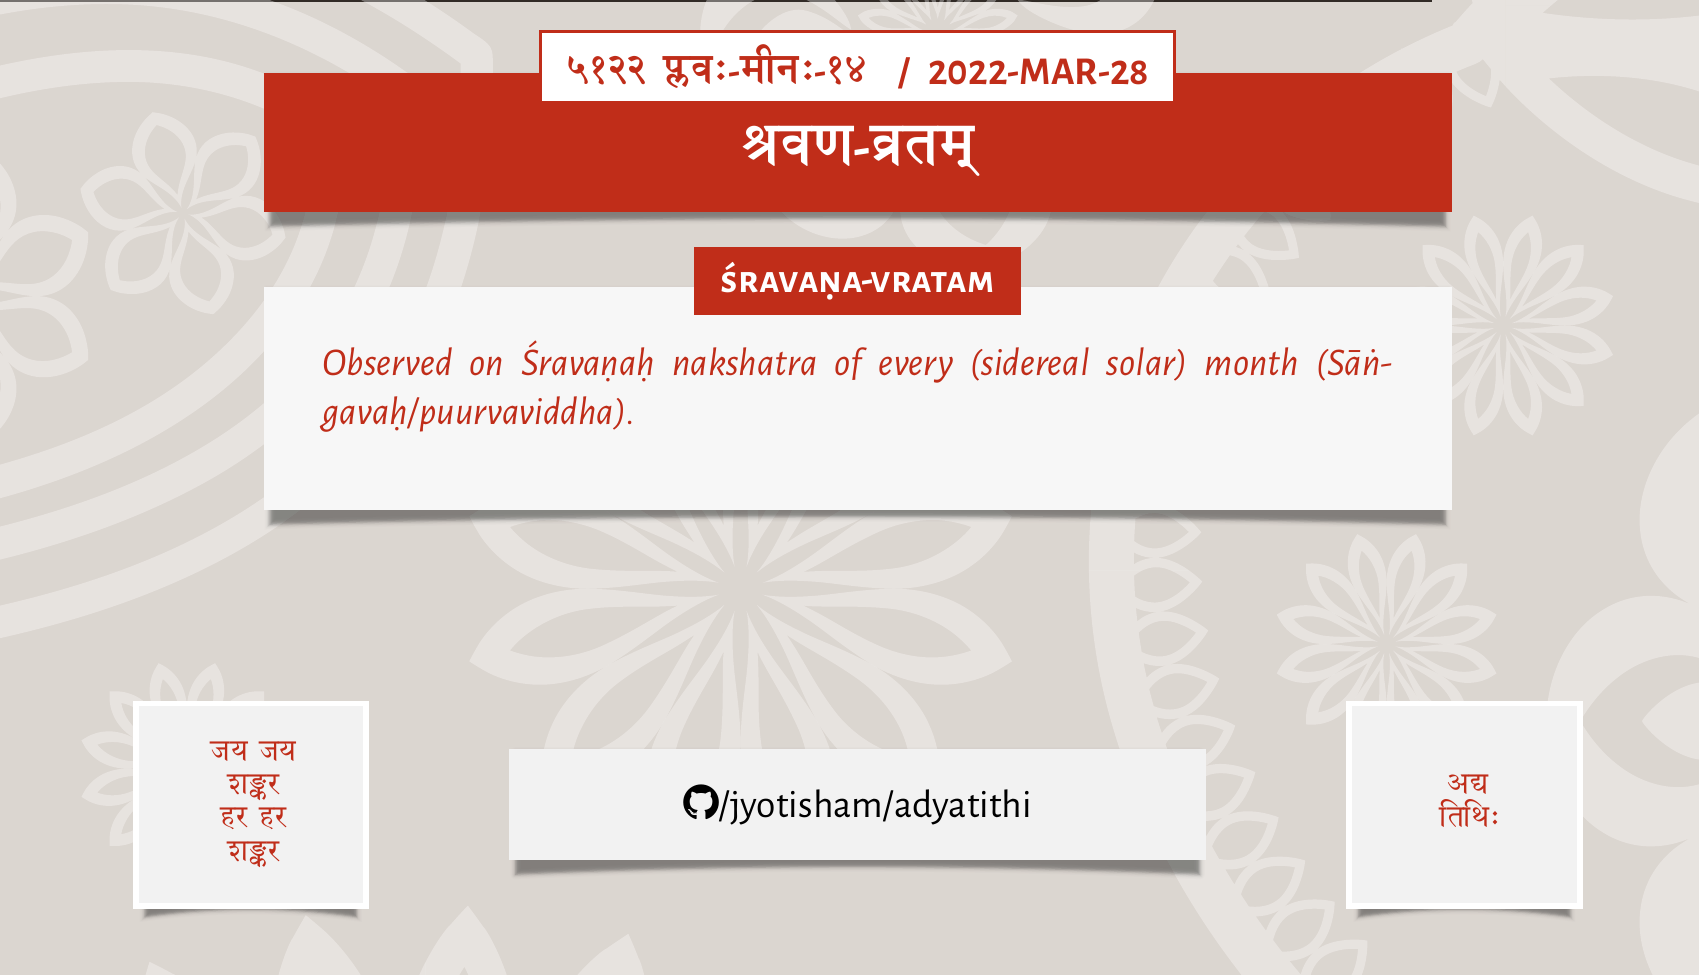 ५१२२ प्लवः-मीनः-१४ / 2022-MAR-28
श्रवण-व्रतम्
ŚRAVAṆA-VRATAM
Observed on Śravaṇaḥ nakshatra of every (sidereal solar) month (Sāṅ-
gavaḥ/puurvaviddha).
जय जय
शङ्कर
हर हर
शङ्कर
/jyotisham/adyatithi
अद्य
तिथिः